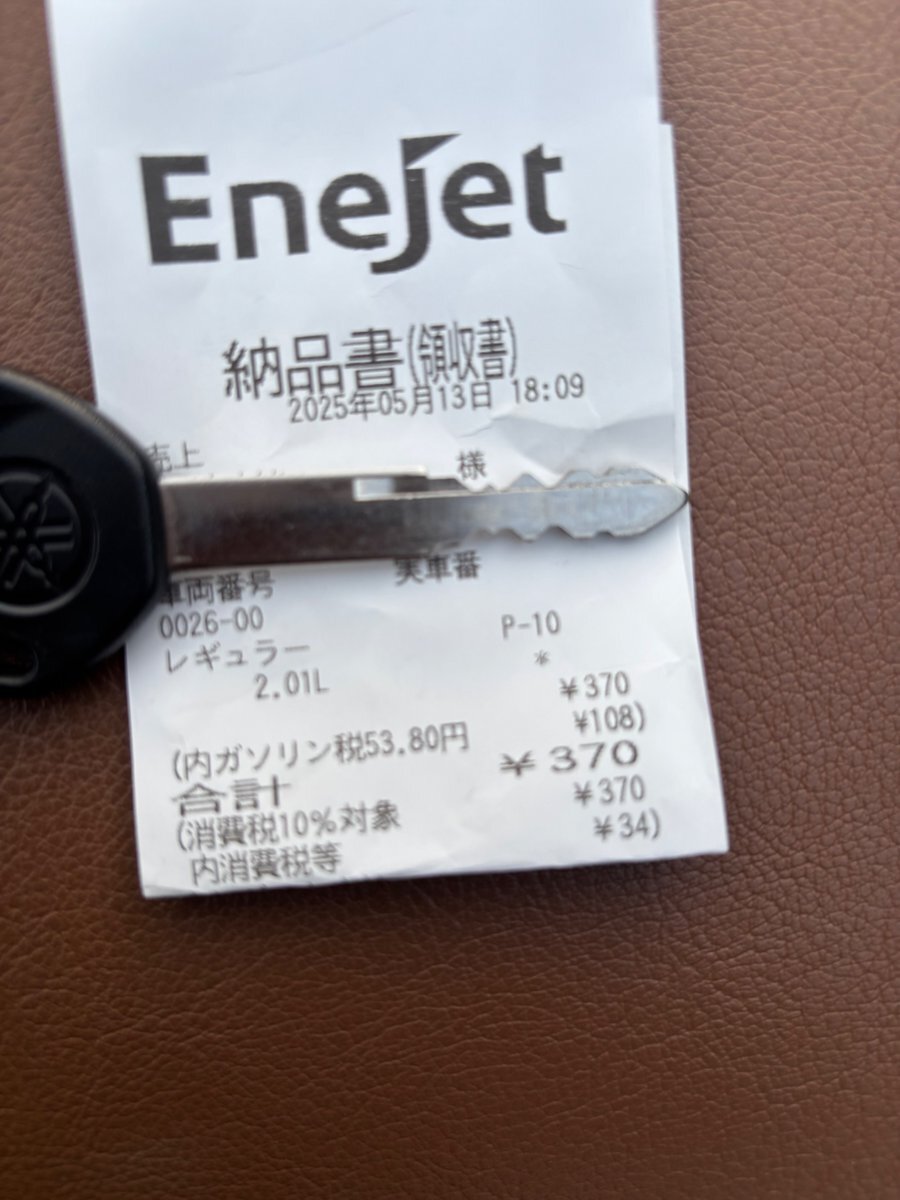 EneJet
納品書(領収書)
2025年05月13日 18:09
売上 様
車両番号 実車番
0026-00 P-10
レギュラー *
2.01L ¥370
(内ガソリン税53.80円 ¥108)
合計 ¥370
(消費税10%対象 ¥370
内消費税等 ¥34)